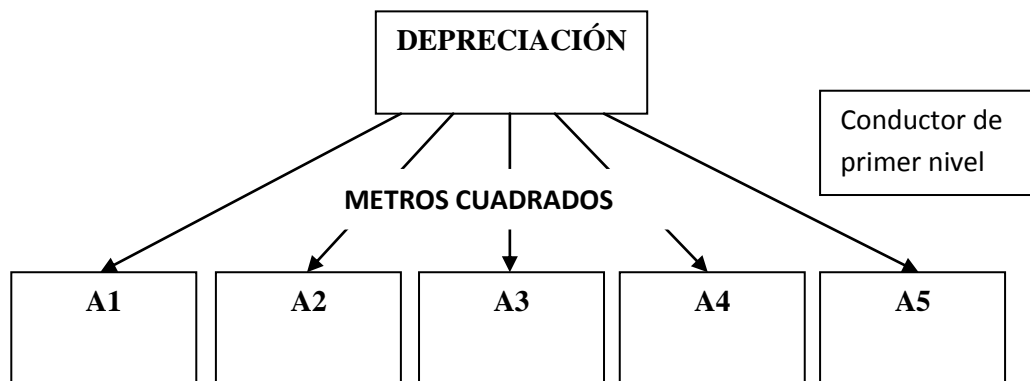 DEPRECIACIÓN
Conductor de
primer nivel
METROS CUADRADOS
A1
A2
A3
A4
A5